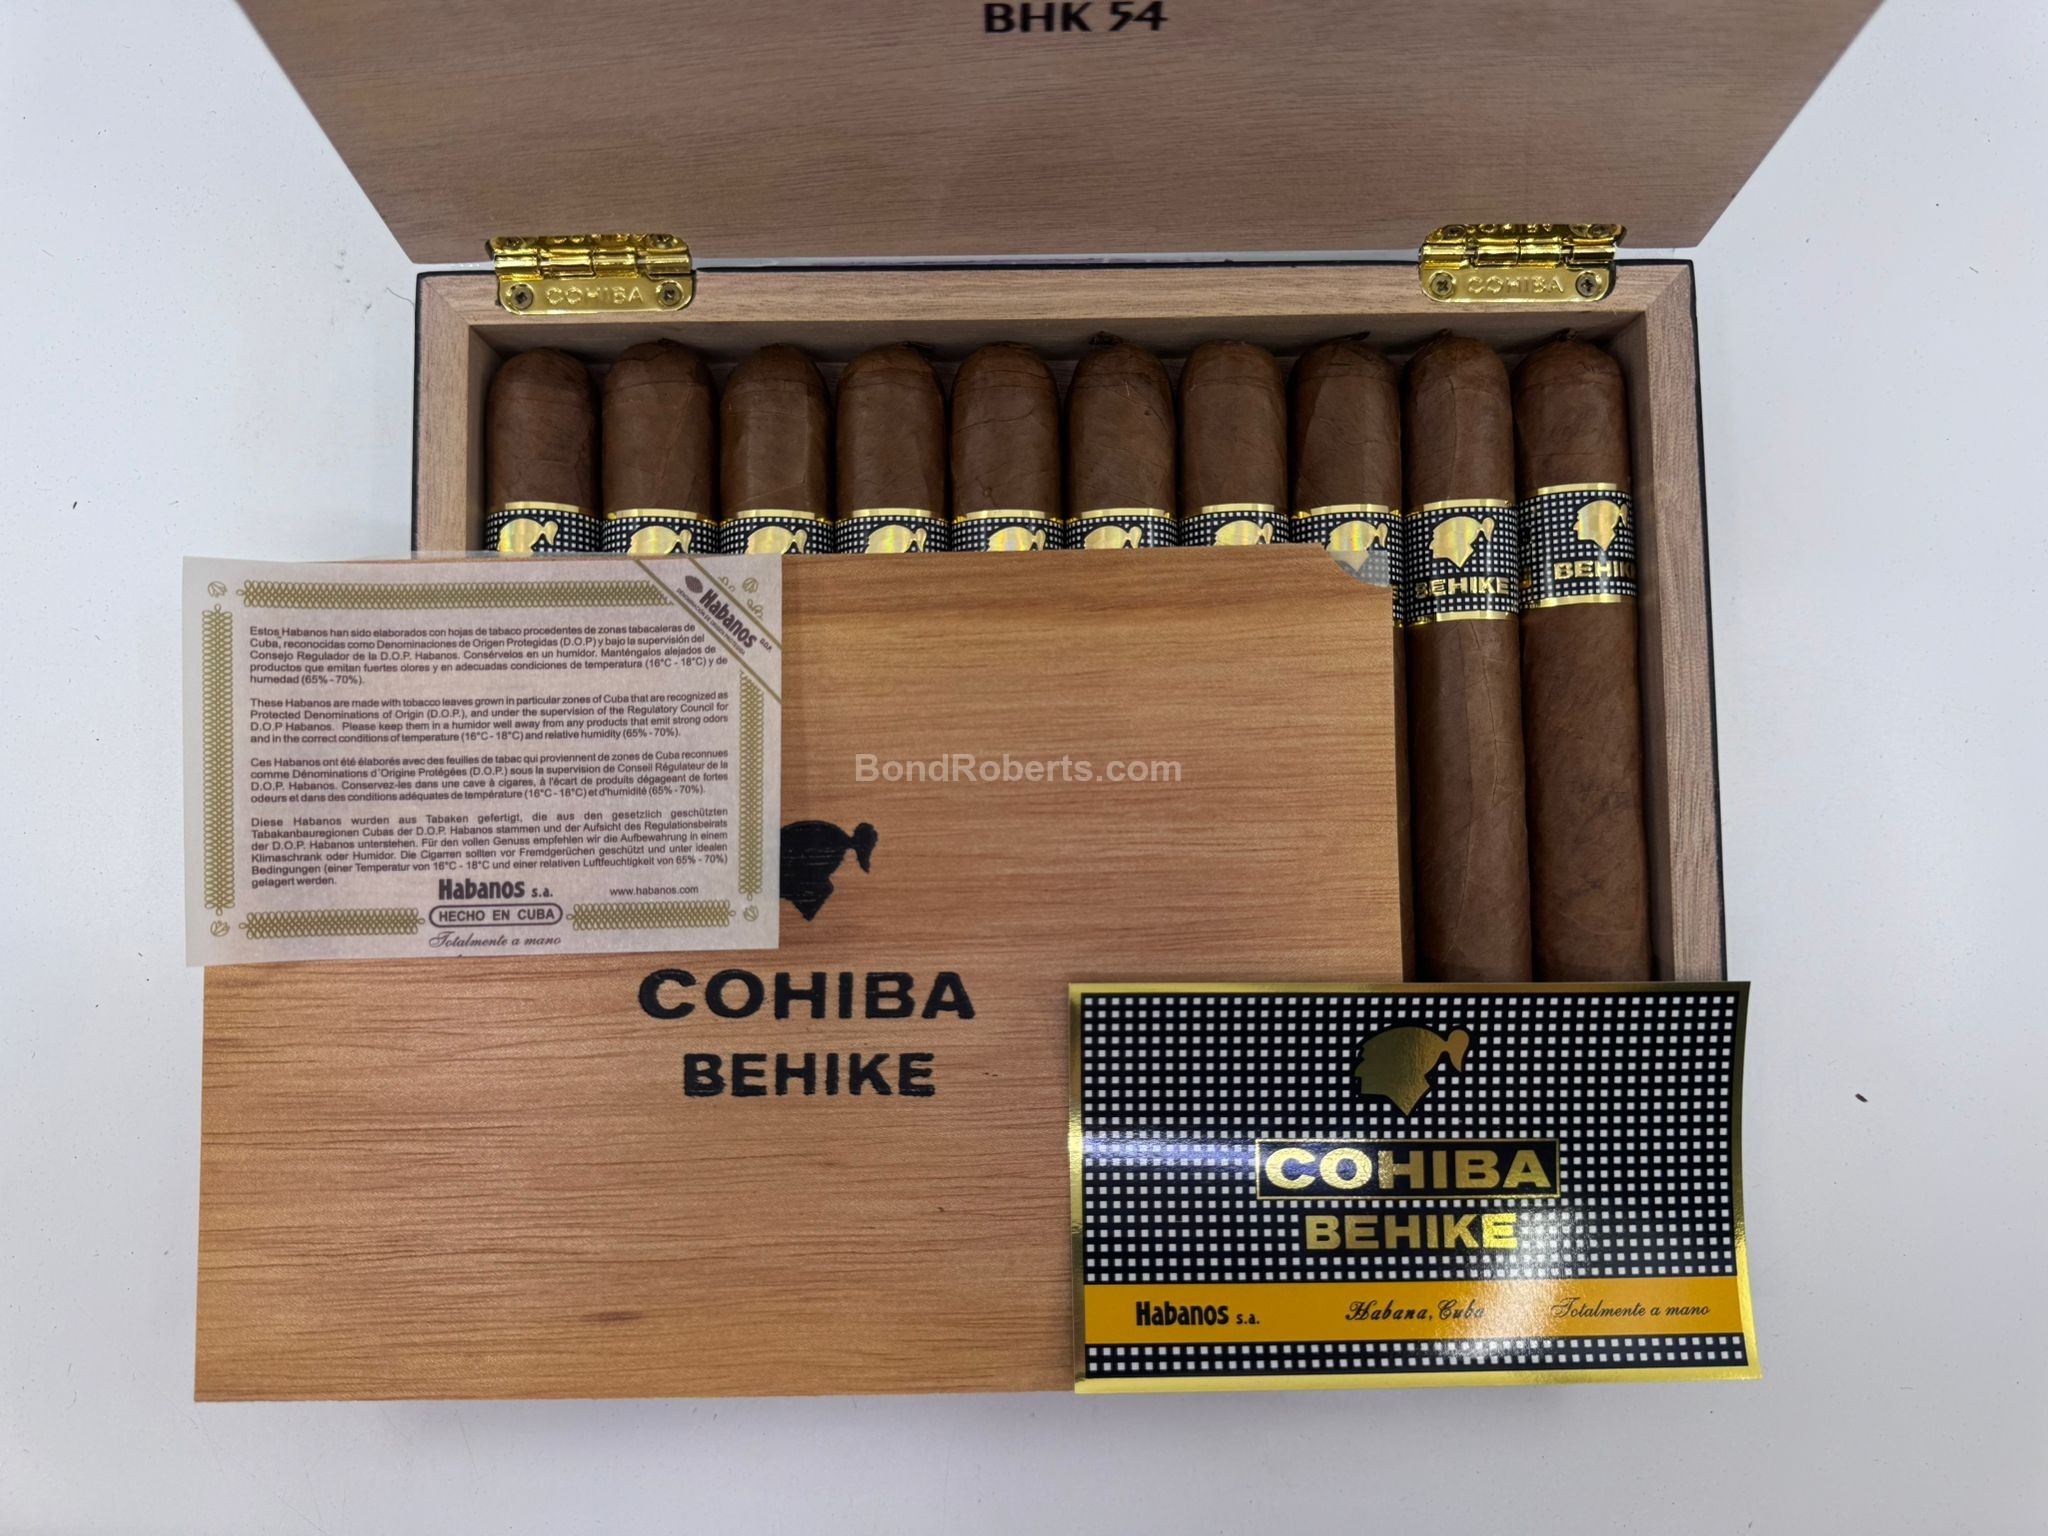 BHK 54
COHIBA
COHIBA
COHIBA
BEHIKE
BEHIKE
Habanos
DENOMINACIÓN DE ORIGEN PROTEGIDA
D.O.P.
Estos Habanos han sido elaborados con hojas de tabaco procedentes de zonas tabacaleras de
Cuba, reconocidas como Denominaciones de Origen Protegidas (D.O.P) y bajo la supervisión del
Consejo Regulador de la D.O.P. Habanos. Consérvelos en un humidor. Manténgalos alejados de
productos que emitan fuertes olores y en adecuadas condiciones de temperatura (16°C - 18°C) y de
humedad (65% - 70%).
These Habanos are made with tobacco leaves grown in particular zones of Cuba that are recognized as
Protected Denominations of Origin (D.O.P.), and under the supervision of the Regulatory Council for
D.O.P Habanos. Please keep them in a humidor well away from any products that emit strong odors
and in the correct conditions of temperature (16°C - 18°C) and relative humidity (65% - 70%).
Ces Habanos ont été élaborés avec des feuilles de tabac qui proviennent de zones de Cuba reconnues
comme Dénominations d´Origine Protégées (D.O.P.) sous la supervision de Conseil Régulateur de la
D.O.P. Habanos. Conservez-les dans une cave à cigares, à l'écart de produits dégageant de fortes
odeurs et dans des conditions adéquates de température (16°C - 18°C) et d'humidité (65% - 70%).
Diese Habanos wurden aus Tabaken gefertigt, die aus den gesetzlich geschützten
Tabakanbauregionen Cubas der D.O.P. Habanos stammen und der Aufsicht des Regulationsbeirats
der D.O.P. Habanos unterstehen. Für den vollen Genuss empfehlen wir die Aufbewahrung in einem
Klimaschrank oder Humidor. Die Cigarren sollten vor Fremdgerüchen geschützt und unter idealen
Bedingungen (einer Temperatur von 16°C - 18°C und einer relativen Luftfeuchtigkeit von 65% - 70%)
gelagert werden.
Habanos s.a.
www.habanos.com
HECHO EN CUBA
Totalmente a mano
BondRoberts.com
COHIBA
BEHIKE
COHIBA
BEHIKE
Habanos s.a.
Habana, Cuba
Totalmente a mano